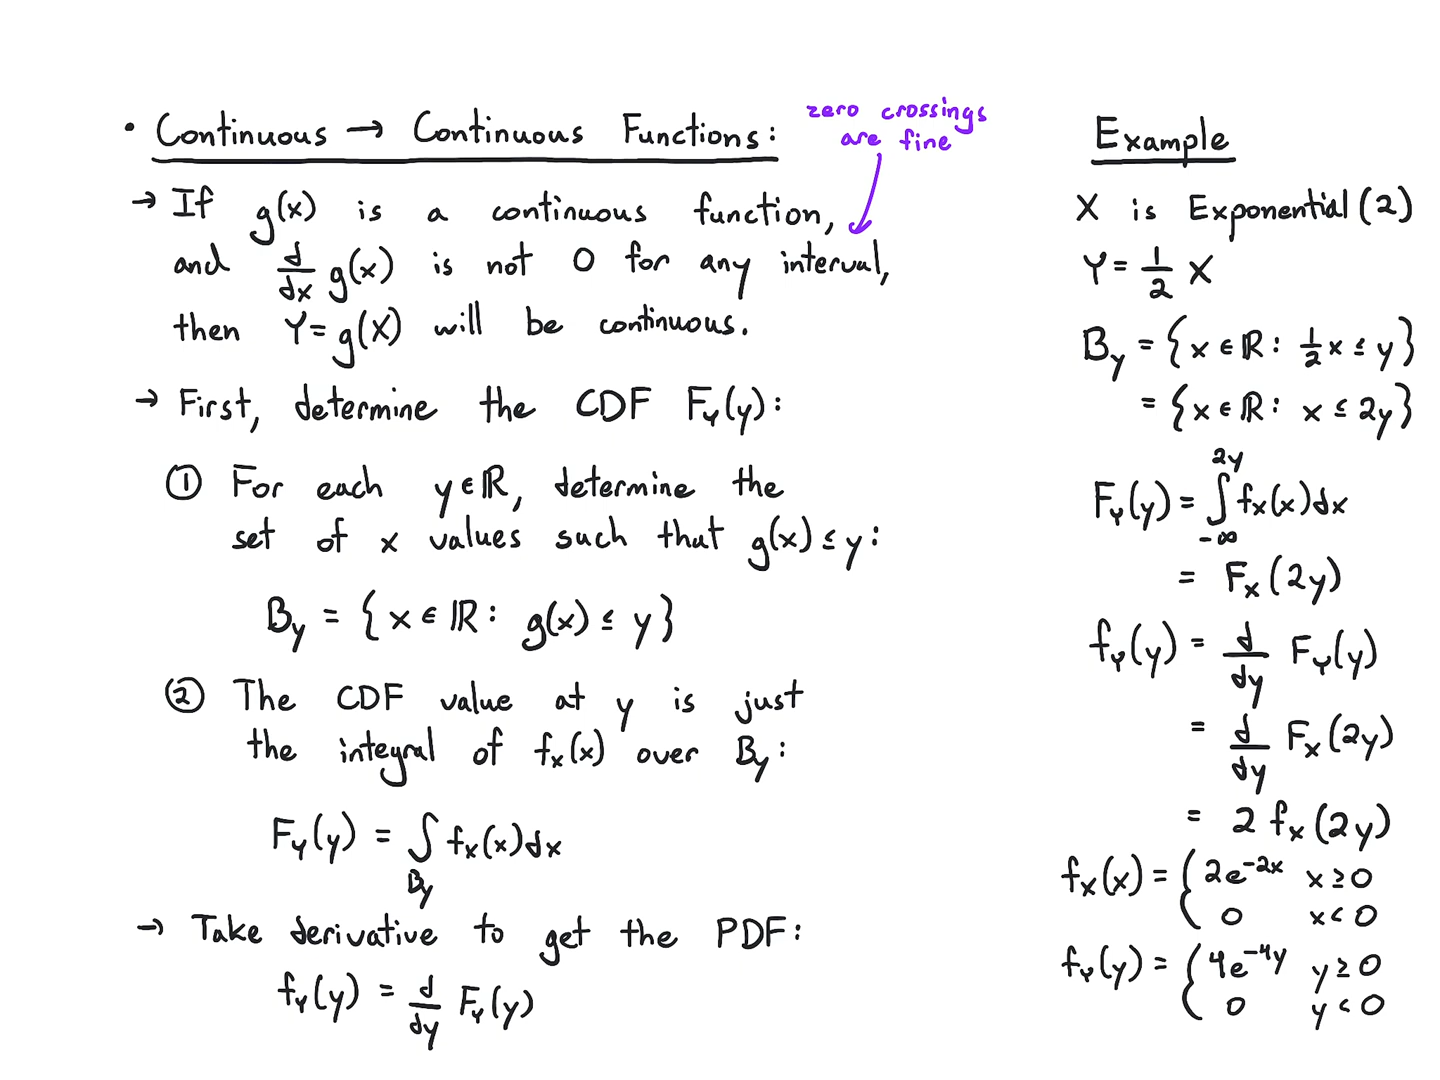 • Continuous → Continuous Functions:
zero crossings
are fine
→ If g(x) is a continuous function,
and d/dx g(x) is not 0 for any interval,
then Y = g(X) will be continuous.
→ First, determine the CDF F_Y(y):
① For each y ∈ ℝ, determine the
set of x values such that g(x) ≤ y:
B_y = { x ∈ ℝ : g(x) ≤ y }
② The CDF value at y is just
the integral of f_X(x) over B_y:
F_Y(y) = ∫_{B_y} f_X(x) dx
→ Take derivative to get the PDF:
f_Y(y) = d/dy F_Y(y)
Example
X is Exponential(2)
Y = 1/2 X
B_y = { x ∈ ℝ : 1/2 x ≤ y }
= { x ∈ ℝ : x ≤ 2y }
F_Y(y) = ∫_{-∞}^{2y} f_X(x) dx
= F_X(2y)
f_Y(y) = d/dy F_Y(y)
= d/dy F_X(2y)
= 2 f_X(2y)
f_X(x) = { 2e^{-2x} x ≥ 0
0 x < 0
f_Y(y) = { 4e^{-4y} y ≥ 0
0 y < 0